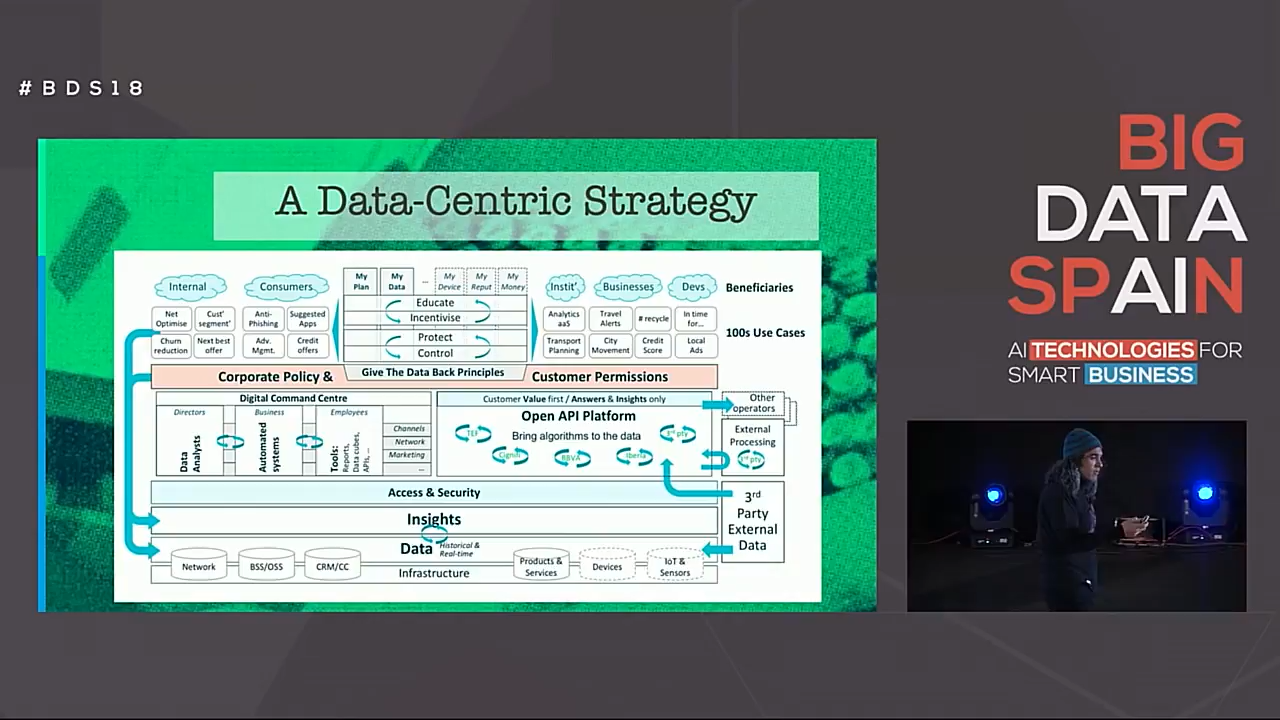 #BDS18
BIG
DATA
SPAIN
AI TECHNOLOGIES FOR
SMART BUSINESS
A Data-Centric Strategy
Internal
Consumers
My
Plan
My
Data
...
My
Device
My
Reput
My
Money
Instit'
Businesses
Devs
Beneficiaries
Net
Optimise
Cust'
segment'
Anti-
Phishing
Suggested
Apps
Educate
Incentivise
Analytics
aaS
Travel
Alerts
# recycle
In time
for...
100s Use Cases
Churn
reduction
Next best
offer
Adv.
Mgmt.
Credit
offers
Protect
Control
Transport
Planning
City
Movement
Credit
Score
Local
Ads
Corporate Policy &
Give The Data Back Principles
Customer Permissions
Digital Command Centre
Directors
Business
Employees
Data
Analysts
Automated
systems
Tools:
Reports,
Data cubes,
APIs, ...
Channels
Network
Marketing
...
Customer Value first / Answers & Insights only
Open API Platform
Bring algorithms to the data
TEF
3rd pty
BBVA
Iberia
Other
operators
External
Processing
Access & Security
Insights
Data Historical &
Real-time
3rd
Party
External
Data
Network
BSS/OSS
CRM/CC
Products &
Services
Devices
IoT &
Sensors
Infrastructure